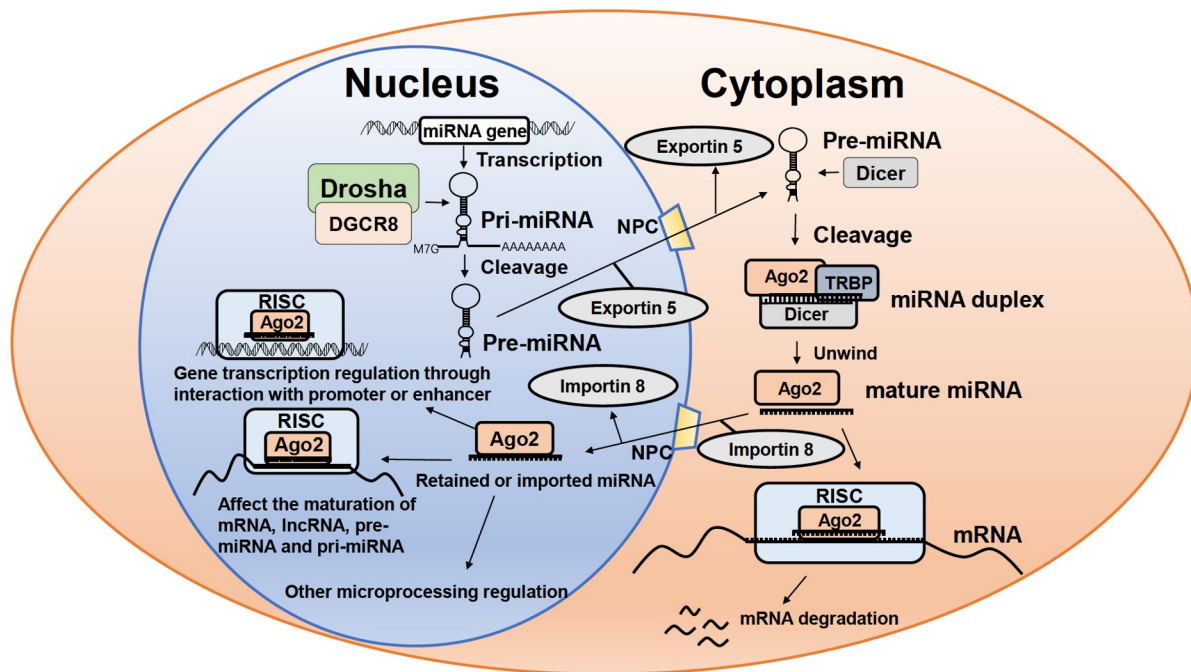 Nucleus
Cytoplasm
miRNA gene
Transcription
Drosha
DGCR8
Pri-miRNA
M7G
AAAAAAAA
Cleavage
Pre-miRNA
NPC
Exportin 5
Exportin 5
Pre-miRNA
Dicer
Cleavage
Ago2
TRBP
Dicer
miRNA duplex
Unwind
Ago2
mature miRNA
Importin 8
Importin 8
NPC
Ago2
Retained or imported miRNA
RISC
Ago2
Gene transcription regulation through
interaction with promoter or enhancer
RISC
Ago2
Affect the maturation of
mRNA, lncRNA, pre-
miRNA and pri-miRNA
Other microprocessing regulation
RISC
Ago2
mRNA
mRNA degradation